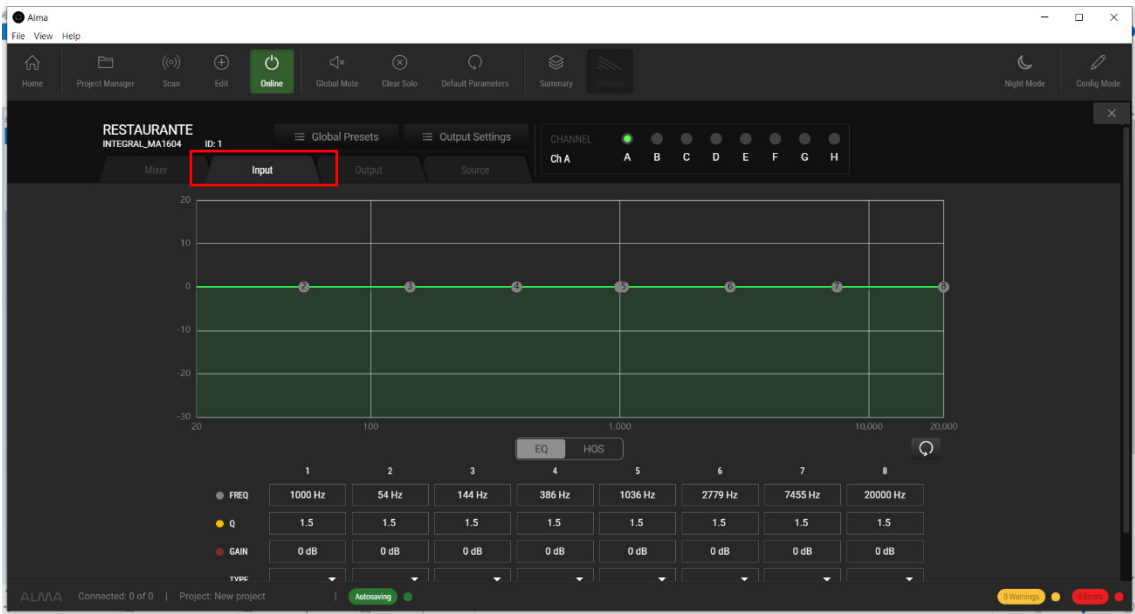 Alma
File View Help
Home Project Manager Scan Edit Online Global Mute Clear Solo Default Parameters Summary Night Mode Config Mode
RESTAURANTE
INTEGRAL_MA1604 ID: 1
Global Presets Output Settings
CHANNEL
Ch A A B C D E F G H
Mixer Input Output Source
20
10
0
2 3 4 5 6 7 8
-10
-20
-30
20 100 1,000 10,000 20,000
EQ HOS
1 2 3 4 5 6 7 8
FREQ 1000 Hz 54 Hz 144 Hz 386 Hz 1036 Hz 2779 Hz 7455 Hz 20000 Hz
Q 1.5 1.5 1.5 1.5 1.5 1.5 1.5 1.5
GAIN 0 dB 0 dB 0 dB 0 dB 0 dB 0 dB 0 dB 0 dB
TYPE
ALMA Connected: 0 of 0 | Project: New project | Autosaving 0 Warnings 0 Errors